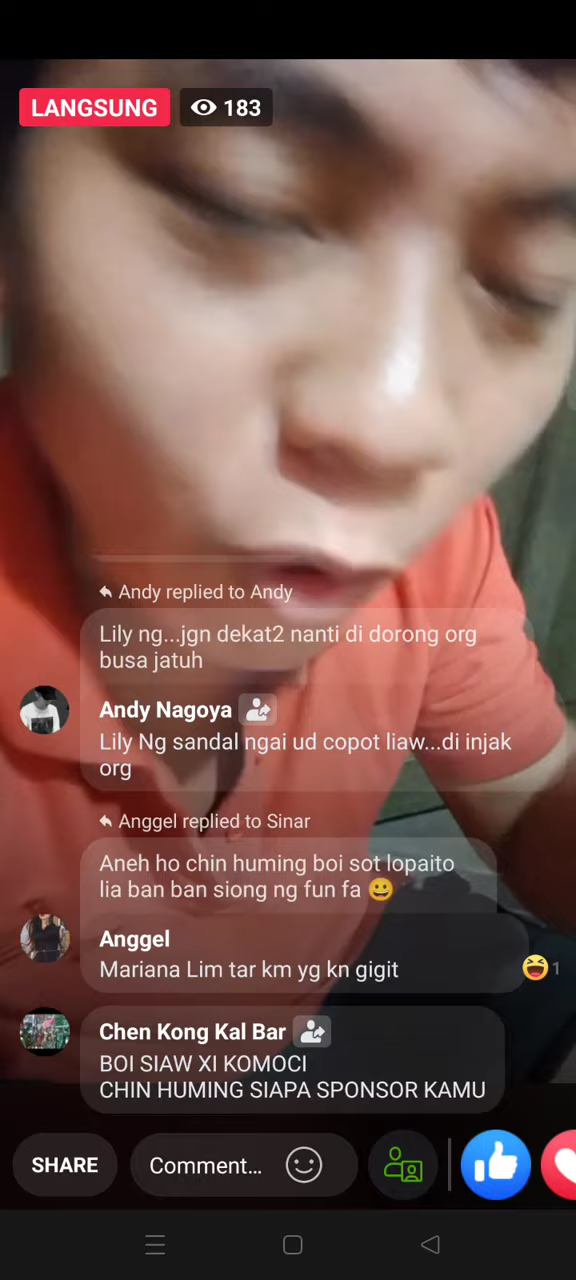 LANGSUNG
183
Andy replied to Andy
Lily ng...jgn dekat2 nanti di dorong org
busa jatuh
Andy Nagoya
Lily Ng sandal ngai ud copot liaw...di injak
org
Anggel replied to Sinar
Aneh ho chin huming boi sot lopaito
lia ban ban siong ng fun fa 😀
Anggel
Mariana Lim tar km yg kn gigit
1
Chen Kong Kal Bar
BOI SIAW XI KOMOCI
CHIN HUMING SIAPA SPONSOR KAMU
SHARE
Comment...